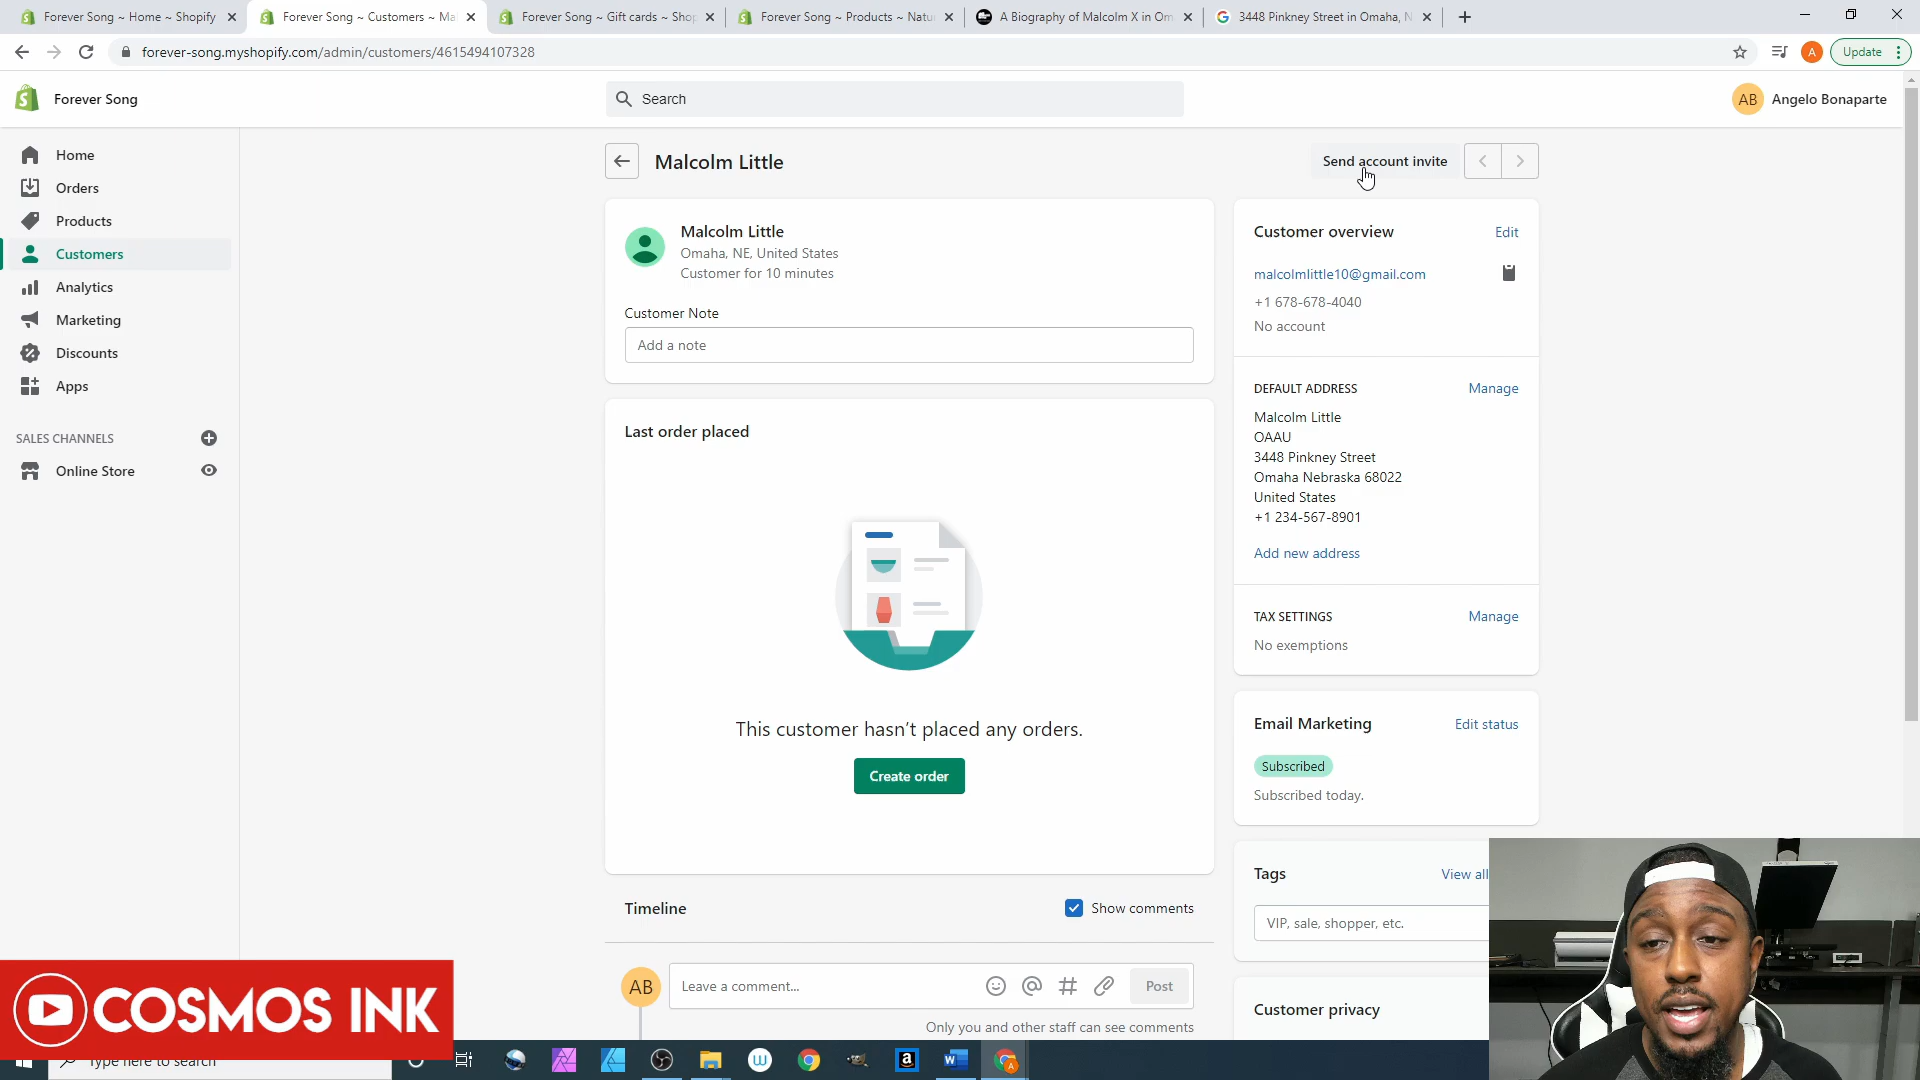 Forever Song ~ Home ~ Shopify
Forever Song ~ Customers ~ Ma
Forever Song ~ Gift cards ~ Shop
Forever Song ~ Products ~ Natu
A Biography of Malcolm X in Om
3448 Pinkney Street in Omaha, N
forever-song.myshopify.com/admin/customers/4615494107328
A
Update
Forever Song
Search
AB
Angelo Bonaparte
Home
Orders
Products
Customers
Analytics
Marketing
Discounts
Apps
SALES CHANNELS
Online Store
Malcolm Little
Send account invite
Malcolm Little
Omaha, NE, United States
Customer for 10 minutes
Customer Note
Add a note
Last order placed
This customer hasn't placed any orders.
Create order
Timeline
Show comments
AB
Leave a comment...
Post
Only you and other staff can see comments
Customer overview
Edit
malcolmlittle10@gmail.com
+1 678-678-4040
No account
DEFAULT ADDRESS
Manage
Malcolm Little
OAAU
3448 Pinkney Street
Omaha Nebraska 68022
United States
+1 234-567-8901
Add new address
TAX SETTINGS
Manage
No exemptions
Email Marketing
Edit status
Subscribed
Subscribed today.
Tags
View all
VIP, sale, shopper, etc.
Customer privacy
COSMOS INK
Type here to search